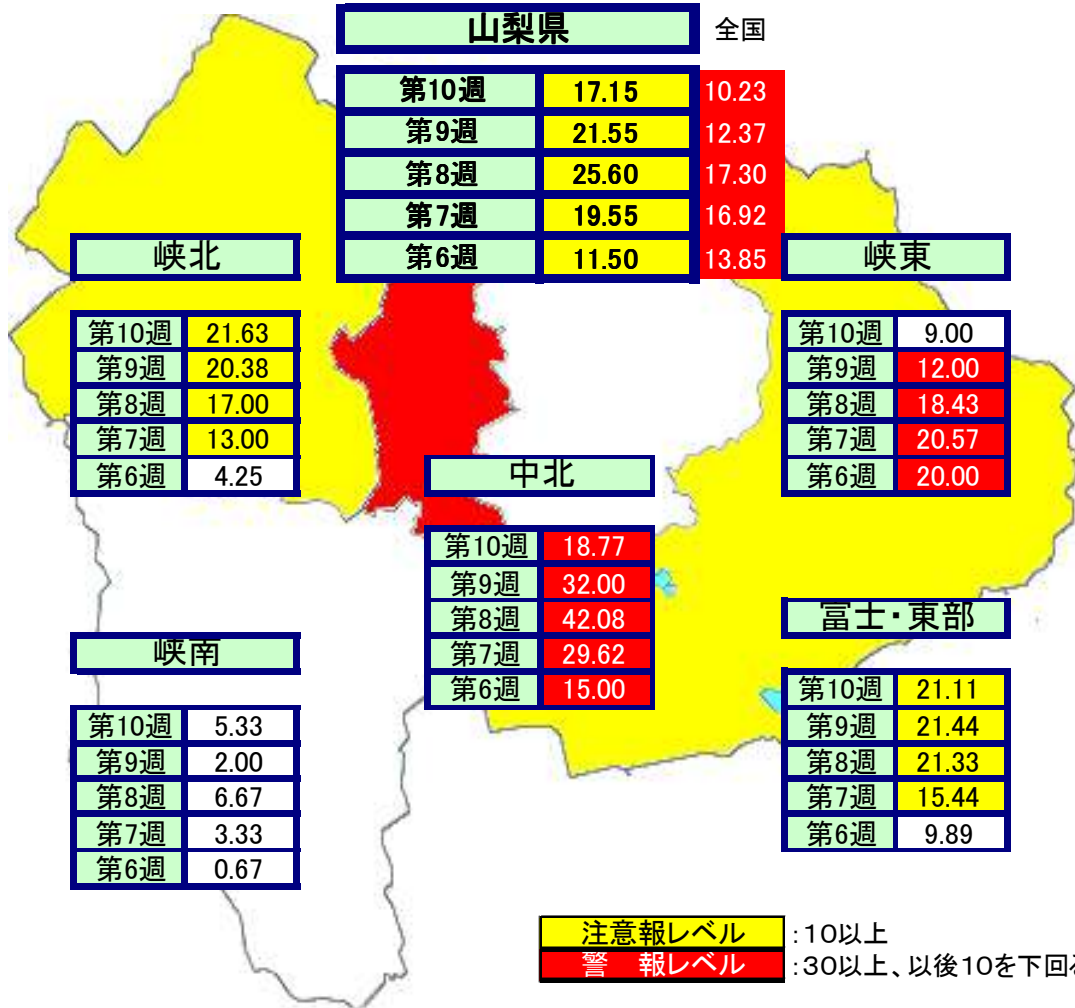 山梨県 全国
第10週 17.15 10.23
第9週 21.55 12.37
第8週 25.60 17.30
第7週 19.55 16.92
第6週 11.50 13.85
峡北
第10週 21.63
第9週 20.38
第8週 17.00
第7週 13.00
第6週 4.25
峡東
第10週 9.00
第9週 12.00
第8週 18.43
第7週 20.57
第6週 20.00
中北
第10週 18.77
第9週 32.00
第8週 42.08
第7週 29.62
第6週 15.00
峡南
第10週 5.33
第9週 2.00
第8週 6.67
第7週 3.33
第6週 0.67
富士・東部
第10週 21.11
第9週 21.44
第8週 21.33
第7週 15.44
第6週 9.89
注意報レベル :10以上
警 報レベル :30以上、以後10を下回